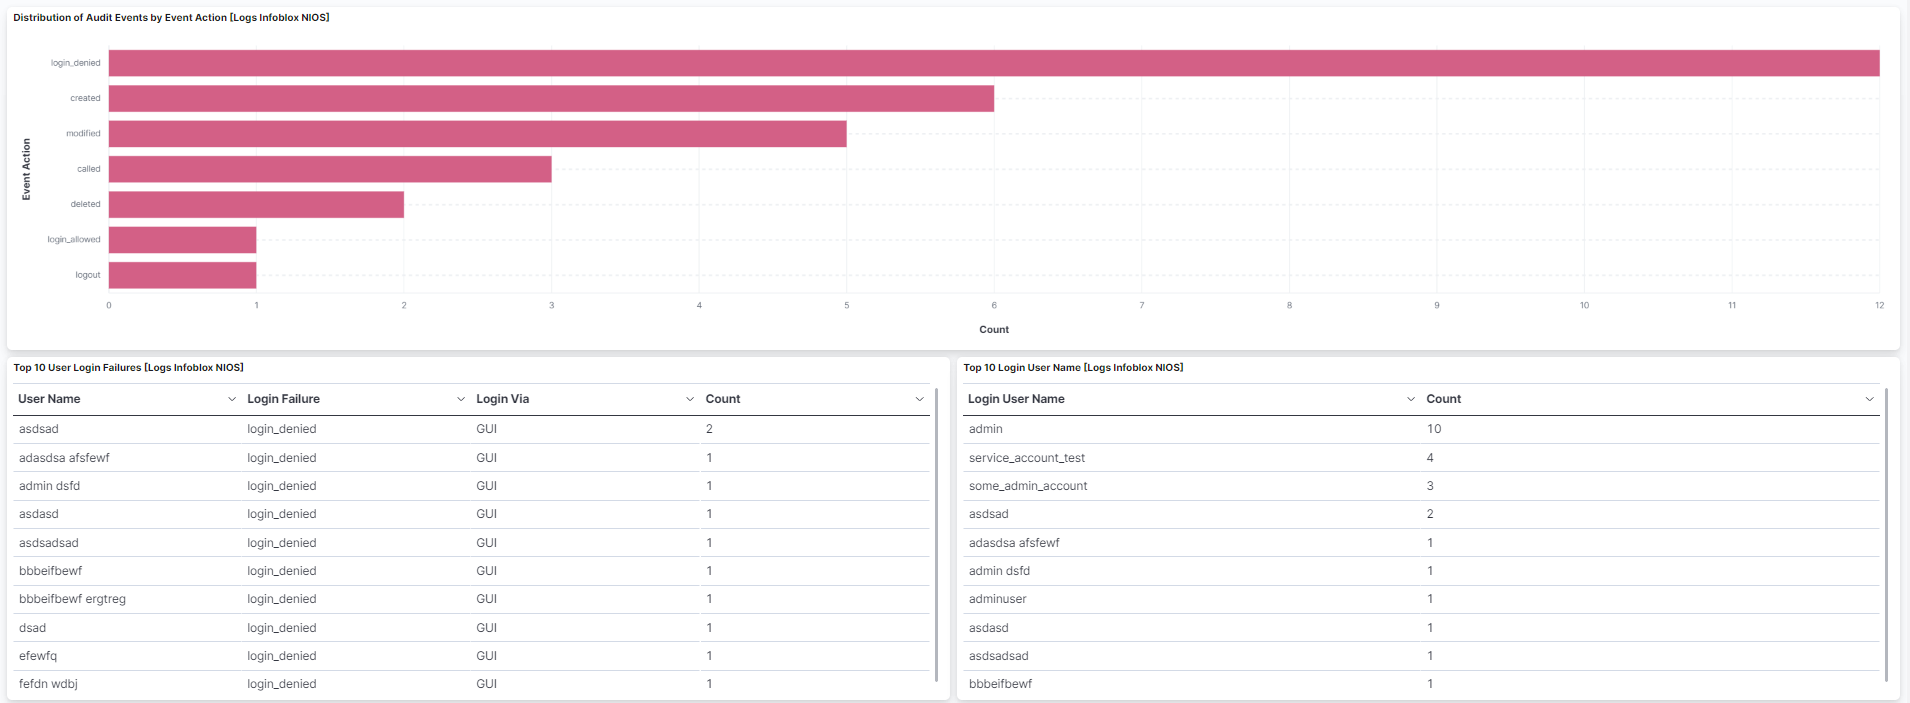 Distribution of Audit Events by Event Action [Logs Infoblox NIOS]
login_denied
created
modified
called
deleted
login_allowed
logout
Event Action
0 1 2 3 4 5 6 7 8 9 10 11 12
Count
Top 10 User Login Failures [Logs Infoblox NIOS]
User Name Login Failure Login Via Count
asdsad login_denied GUI 2
adasdsa afsfewf login_denied GUI 1
admin dsfd login_denied GUI 1
asdasd login_denied GUI 1
asdsadsad login_denied GUI 1
bbbeifbewf login_denied GUI 1
bbbeifbewf ergtreg login_denied GUI 1
dsad login_denied GUI 1
efewfq login_denied GUI 1
fefdn wdbj login_denied GUI 1
Top 10 Login User Name [Logs Infoblox NIOS]
Login User Name Count
admin 10
service_account_test 4
some_admin_account 3
asdsad 2
adasdsa afsfewf 1
admin dsfd 1
adminuser 1
asdasd 1
asdsadsad 1
bbbeifbewf 1